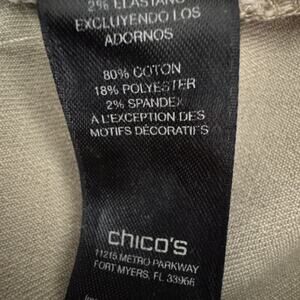 2% ELASTANO
EXCLUYENDO LOS
ADORNOS
80% COTON
18% POLYESTER
2% SPANDEX
A L'EXCEPTION DES
MOTIFS DÉCORATIFS
chico's
11215 METRO PARKWAY
FORT MYERS, FL 33966